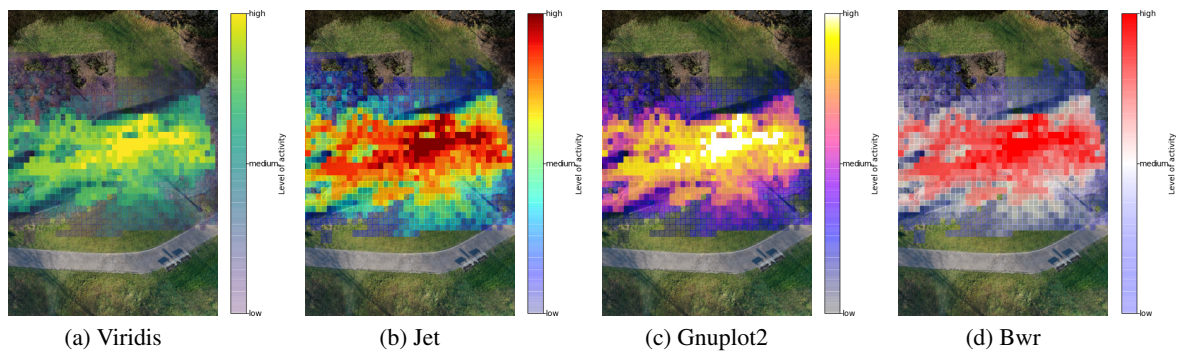 high
medium
Level of activity
low
high
medium
Level of activity
low
high
medium
Level of activity
low
high
medium
Level of activity
low
(a) Viridis
(b) Jet
(c) Gnuplot2
(d) Bwr